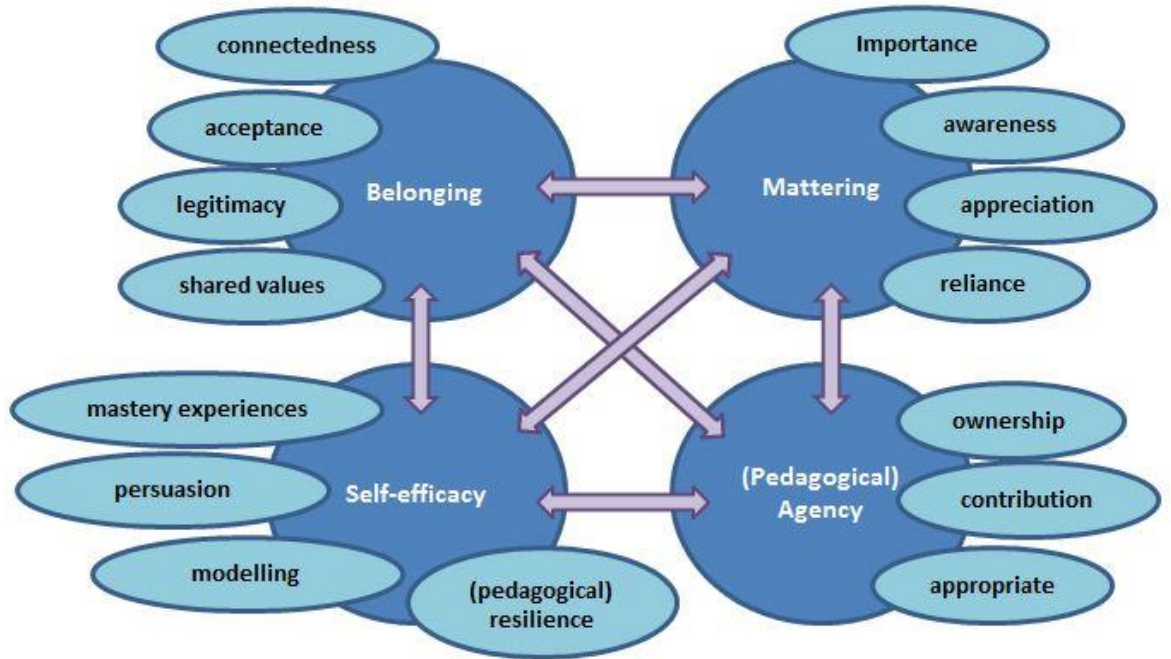 connectedness
acceptance
legitimacy
shared values
Belonging
Importance
awareness
appreciation
reliance
Mattering
mastery experiences
persuasion
modelling
(pedagogical)
resilience
Self-efficacy
(Pedagogical)
Agency
ownership
contribution
appropriate